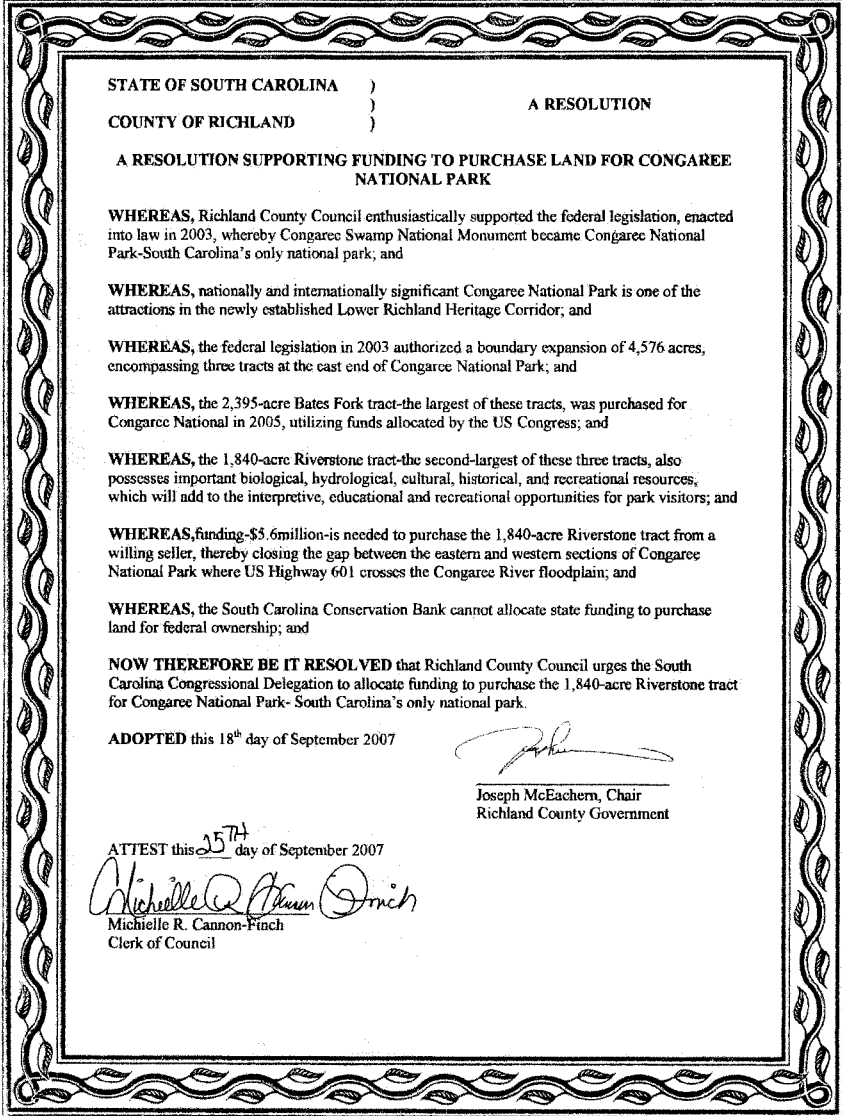 STATE OF SOUTH CAROLINA )
) A RESOLUTION
COUNTY OF RICHLAND )
A RESOLUTION SUPPORTING FUNDING TO PURCHASE LAND FOR CONGAREE
NATIONAL PARK
WHEREAS, Richland County Council enthusiastically supported the federal legislation, enacted
into law in 2003, whereby Congaree Swamp National Monument became Congaree National
Park-South Carolina's only national park; and
WHEREAS, nationally and internationally significant Congaree National Park is one of the
attractions in the newly established Lower Richland Heritage Corridor; and
WHEREAS, the federal legislation in 2003 authorized a boundary expansion of 4,576 acres,
encompassing three tracts at the east end of Congaree National Park; and
WHEREAS, the 2,395-acre Bates Fork tract-the largest of these tracts, was purchased for
Congaree National in 2005, utilizing funds allocated by the US Congress; and
WHEREAS, the 1,840-acre Riverstone tract-the second-largest of these three tracts, also
possesses important biological, hydrological, cultural, historical, and recreational resources,
which will add to the interpretive, educational and recreational opportunities for park visitors; and
WHEREAS,funding-$5.6million-is needed to purchase the 1,840-acre Riverstone tract from a
willing seller, thereby closing the gap between the eastern and western sections of Congaree
National Park where US Highway 601 crosses the Congaree River floodplain; and
WHEREAS, the South Carolina Conservation Bank cannot allocate state funding to purchase
land for federal ownership; and
NOW THEREFORE BE IT RESOLVED that Richland County Council urges the South
Carolina Congressional Delegation to allocate funding to purchase the 1,840-acre Riverstone tract
for Congaree National Park- South Carolina's only national park.
ADOPTED this 18th day of September 2007
Joseph McEachern, Chair
Richland County Government
ATTEST this 25TH day of September 2007
Michielle R. Cannon-Finch
Michielle R. Cannon-Finch
Clerk of Council